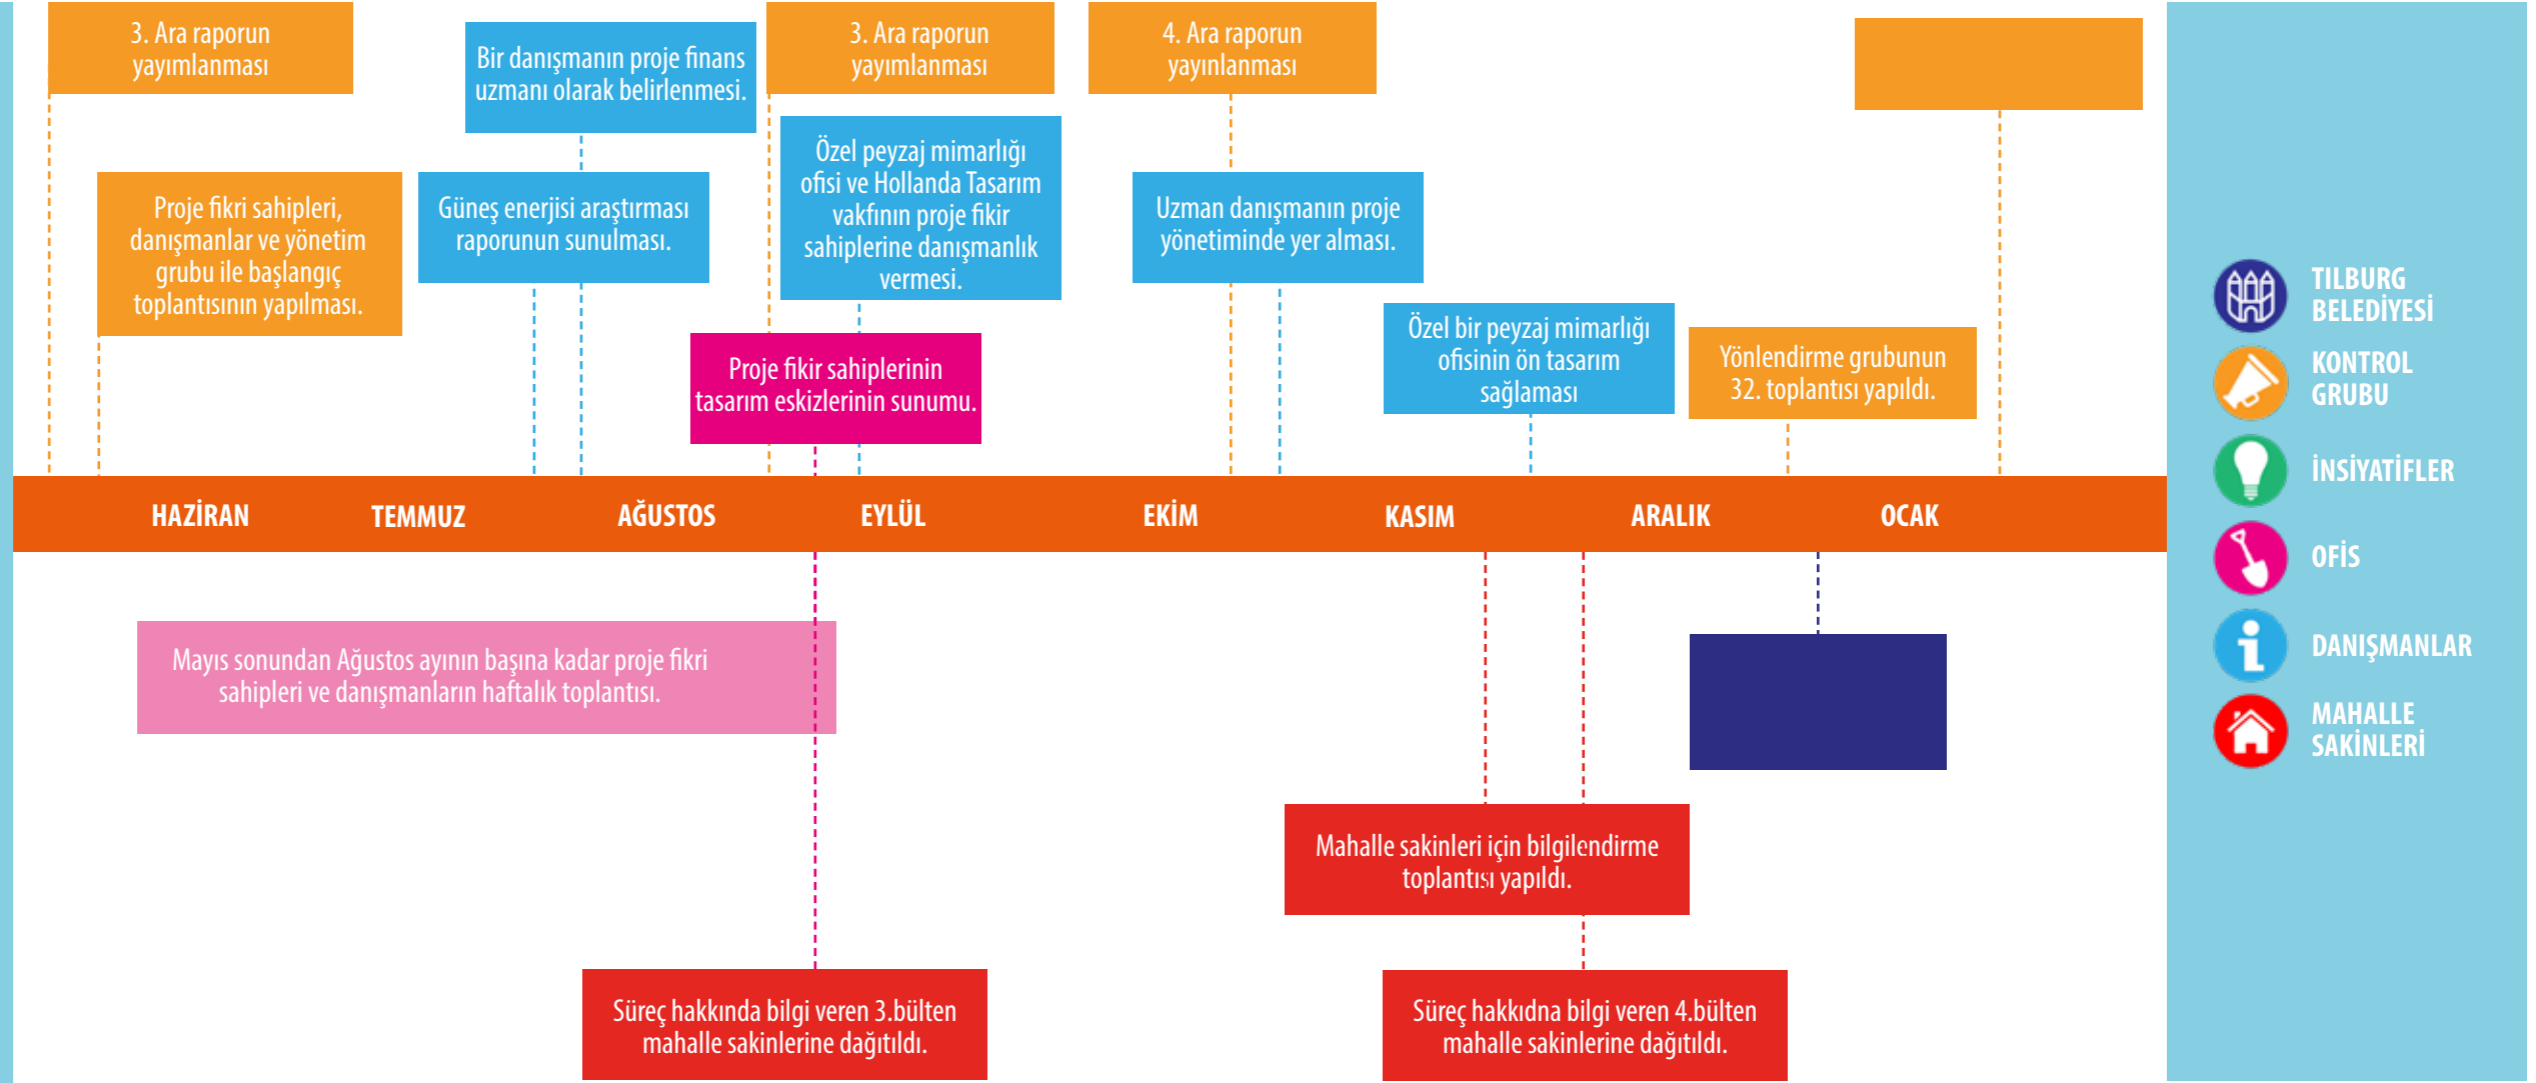 3. Ara raporun
yayımlanması
Bir danışmanın proje finans
uzmanı olarak belirlenmesi.
3. Ara raporun
yayımlanması
4. Ara raporun
yayınlanması
Proje fikri sahipleri,
danışmanlar ve yönetim
grubu ile başlangıç
toplantısının yapılması.
Güneş enerjisi araştırması
raporunun sunulması.
Özel peyzaj mimarlığı
ofisi ve Hollanda Tasarım
vakfının proje fikir
sahiplerine danışmanlık
vermesi.
Uzman danışmanın proje
yönetiminde yer alması.
Proje fikir sahiplerinin
tasarım eskizlerinin sunumu.
Özel bir peyzaj mimarlığı
ofisinin ön tasarım
sağlaması
Yönlendirme grubunun
32. toplantısı yapıldı.
HAZİRAN TEMMUZ AĞUSTOS EYLÜL EKİM KASIM ARALIK OCAK
Mayıs sonundan Ağustos ayının başına kadar proje fikri
sahipleri ve danışmanların haftalık toplantısı.
Mahalle sakinleri için bilgilendirme
toplantısı yapıldı.
Süreç hakkında bilgi veren 3.bülten
mahalle sakinlerine dağıtıldı.
Süreç hakkıdna bilgi veren 4.bülten
mahalle sakinlerine dağıtıldı.
TILBURG
BELEDİYESİ
KONTROL
GRUBU
İNSİYATİFLER
OFİS
DANIŞMANLAR
MAHALLE
SAKİNLERİ